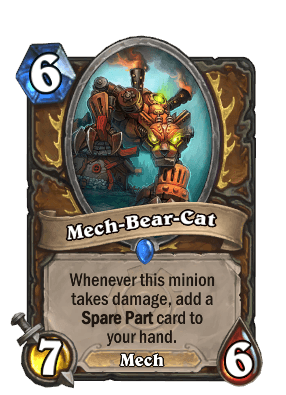 6
Mech-Bear-Cat
Whenever this minion
takes damage, add a
Spare Part card to
your hand.
7
Mech
6